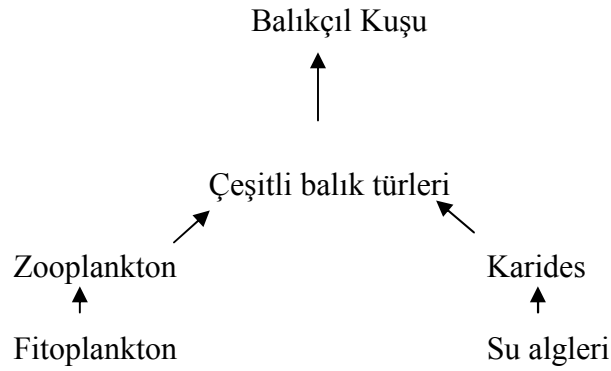 Balıkçıl Kuşu
Çeşitli balık türleri
Zooplankton
Karides
Fitoplankton
Su algleri